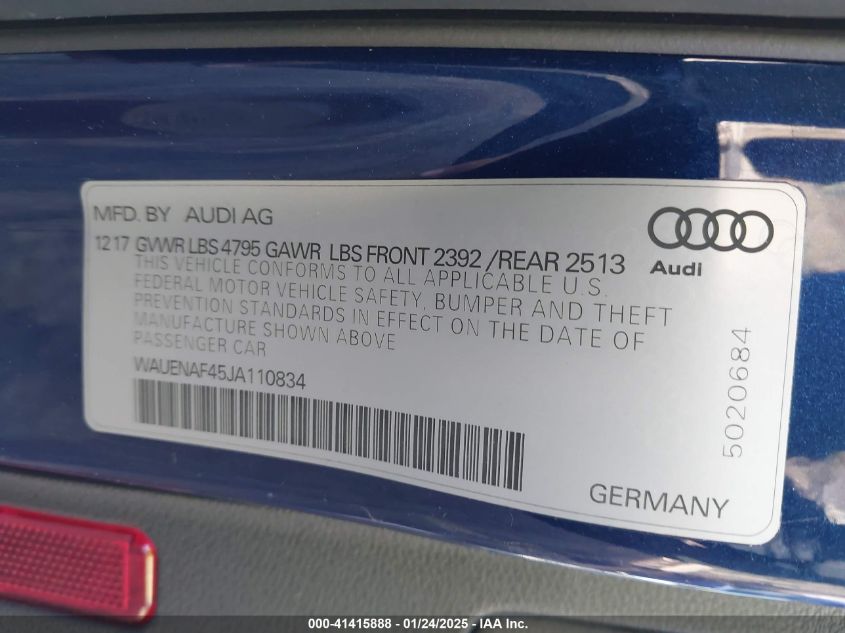 MFD. BY AUDI AG
12 17 GVWR LBS 4795 GAWR LBS FRONT 2392 /REAR 2513
THIS VEHICLE CONFORMS TO ALL APPLICABLE U.S.
FEDERAL MOTOR VEHICLE SAFETY, BUMPER AND THEFT
PREVENTION STANDARDS IN EFFECT ON THE DATE OF
MANUFACTURE SHOWN ABOVE
PASSENGER CAR
WAUENAF45JA110834
Audi
5020684
GERMANY
000-41415888 - 01/24/2025 - IAA Inc.